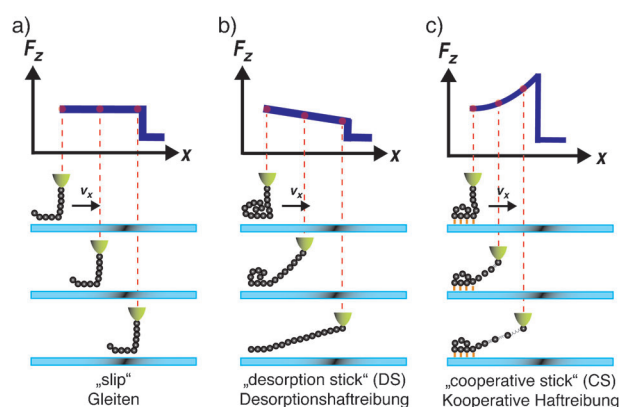 a)
F_z
x
v_x
„slip“
Gleiten
b)
F_z
x
v_x
„desorption stick“ (DS)
Desorptionshaftreibung
c)
F_z
x
v_x
„cooperative stick“ (CS)
Kooperative Haftreibung